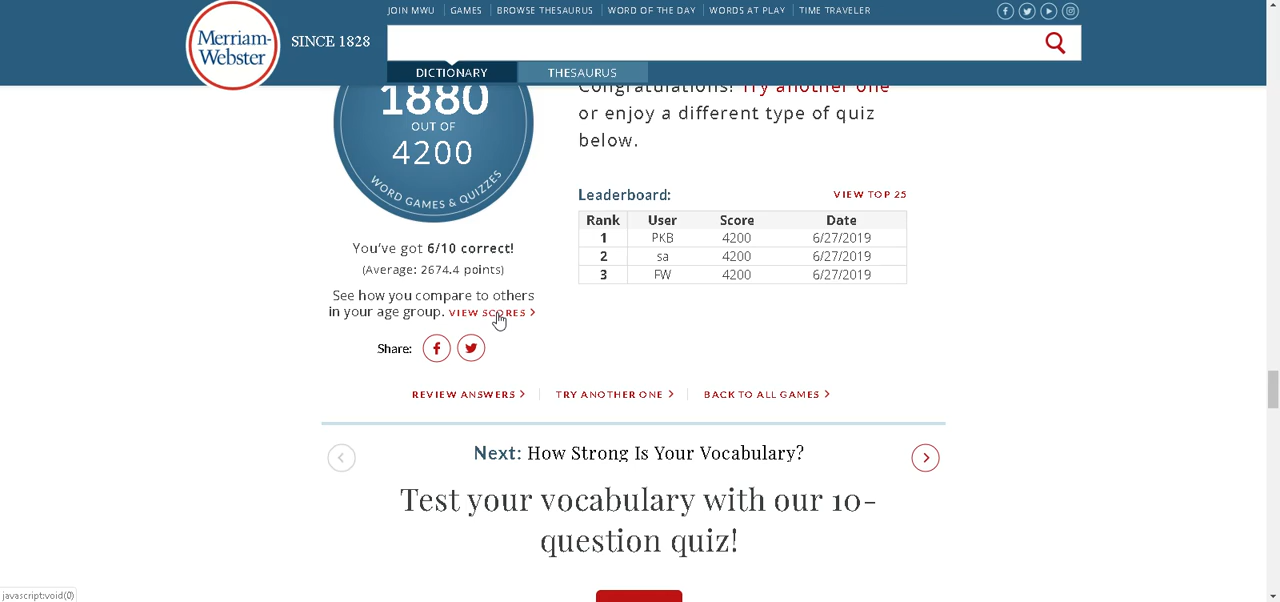 JOIN MWU GAMES BROWSE THESAURUS WORD OF THE DAY WORDS AT PLAY TIME TRAVELER
Merriam-
Webster
SINCE 1828
DICTIONARY THESAURUS
1880
OUT OF
4200
WORD GAMES & QUIZZES
You've got 6/10 correct!
(Average: 2674.4 points)
See how you compare to others
in your age group. VIEW SCORES
Share:
Congratulations! Try another one
or enjoy a different type of quiz
below.
Leaderboard: VIEW TOP 25
Rank User Score Date
1 PKB 4200 6/27/2019
2 sa 4200 6/27/2019
3 FW 4200 6/27/2019
REVIEW ANSWERS TRY ANOTHER ONE BACK TO ALL GAMES
Next: How Strong Is Your Vocabulary?
Test your vocabulary with our 10-
question quiz!
javascript:void(0)